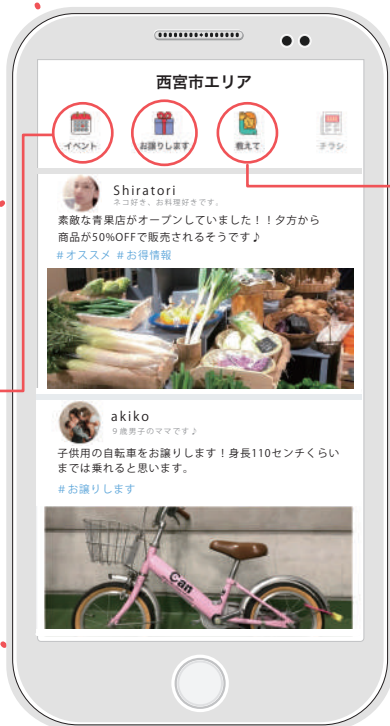 西宮市エリア
イベント
お譲りします
教えて
チラシ
Shiratori
ネコ好き、お料理好きです。
素敵な青果店がオープンしていました！！夕方から
商品が50%OFFで販売されるそうです♪
#オススメ #お得情報
akiko
９歳男子のママです♪
子供用の自転車をお譲りします！身長110センチくらい
までは乗れると思います。
#お譲りします
Can